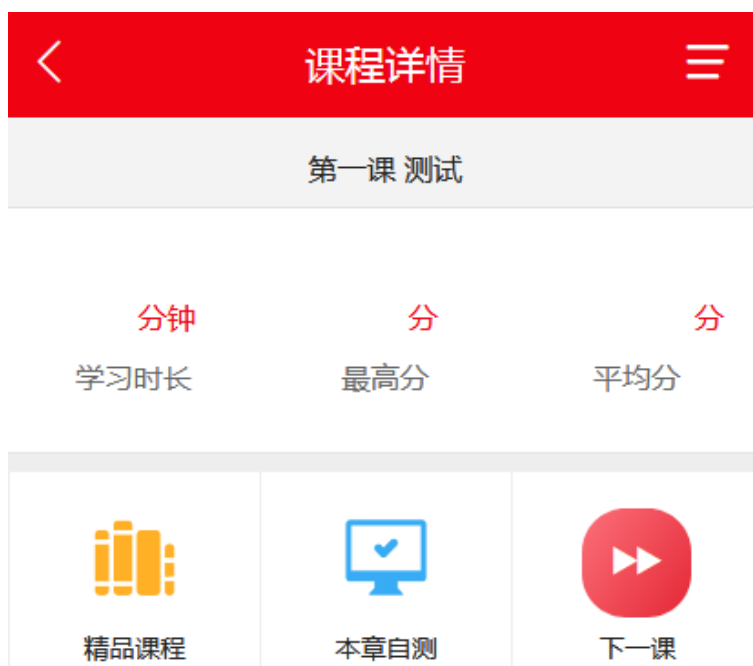 课程详情
第一课 测试
分钟 分 分
学习时长 最高分 平均分
精品课程 本章自测 下一课